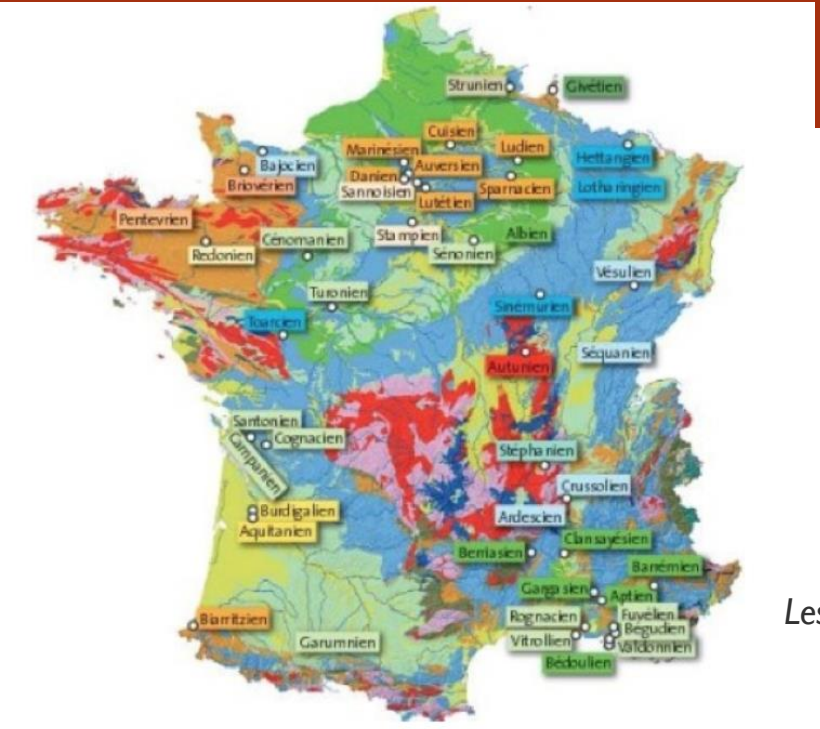 Strunien
Givétien
Cuisien
Marinésien
Ludien
Auversien
Hettangien
Bajocien
Danien
Briovérien
Sannoisien
Sparnacien
Lotharingien
Lutétien
Pentevrien
Stampien
Albien
Cénomanien
Redonien
Sénonien
Vésulien
Turonien
Sinémurien
Toarcien
Séquanien
Autunien
Santonien
Cognacien
Campanien
Stéphanien
Crussolien
Burdigalien
Ardescien
Aquitanien
Clansayésien
Berriasien
Barrémien
Gargasien
Aptien
Rognacien
Fuvélien
Biarritzien
Bégudien
Vitrollien
Garumnien
Valdonnien
Bédoulien
Les